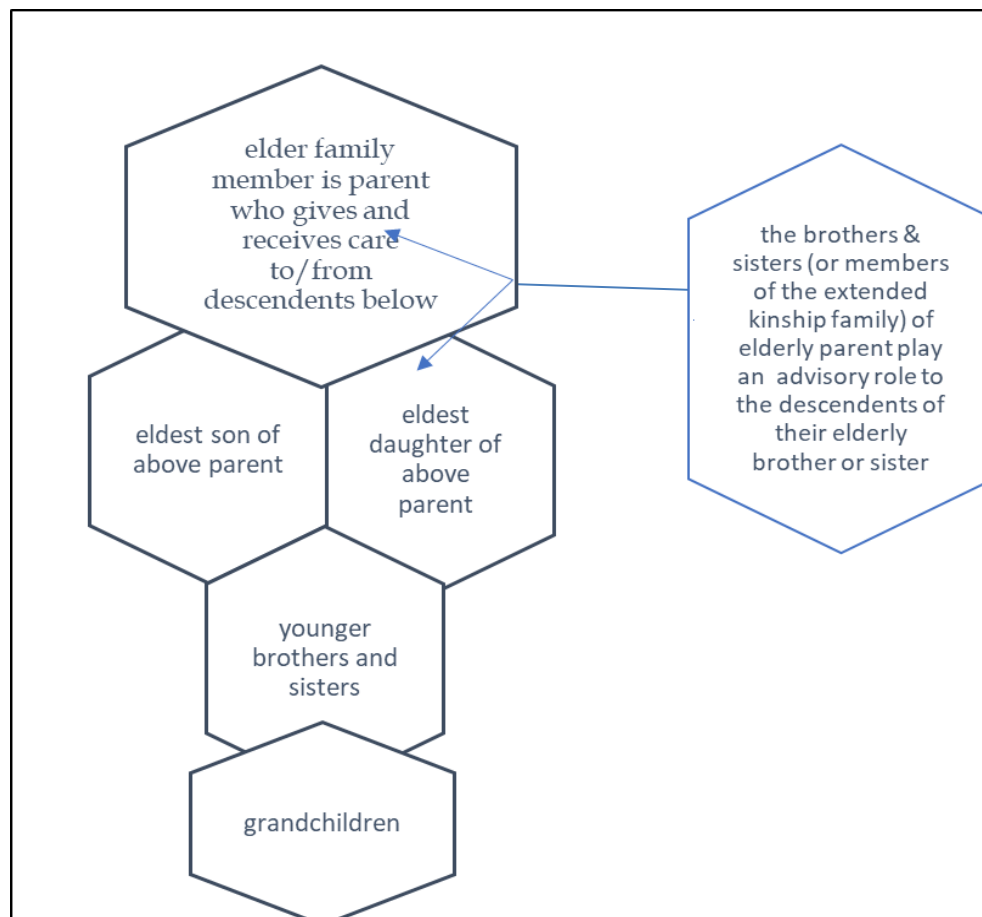 elder family
member is parent
who gives and
receives care
to/from
descendents below
the brothers &
sisters (or members
of the extended
kinship family) of
elderly parent play
an advisory role to
the descendents of
their elderly
brother or sister
eldest son of
above parent
eldest
daughter of
above
parent
younger
brothers and
sisters
grandchildren